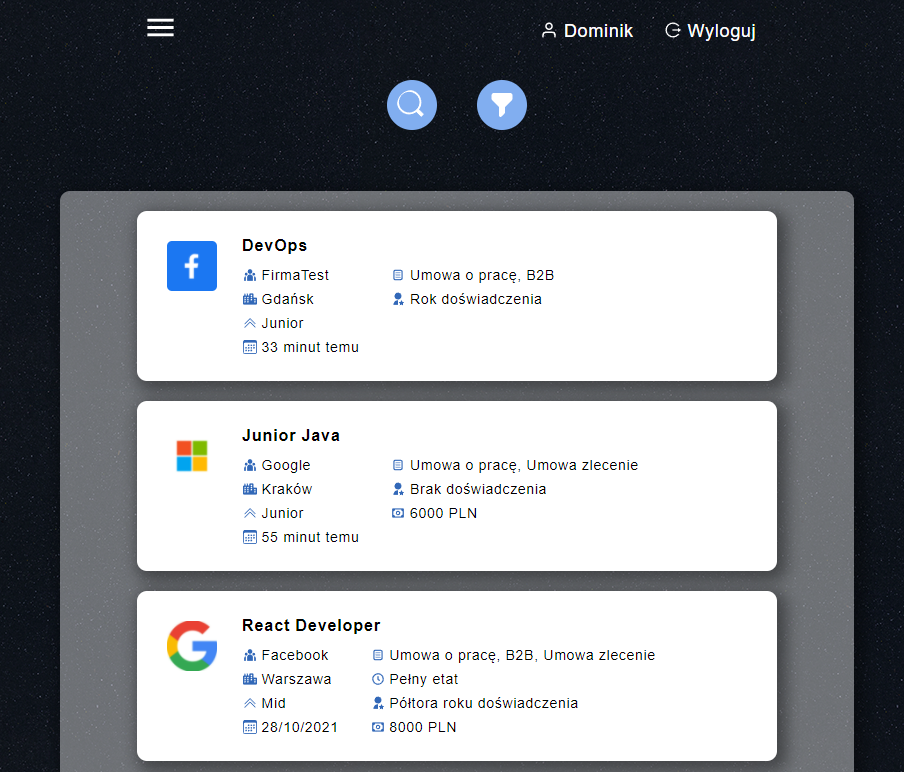 Dominik
Wyloguj
DevOps
FirmaTest
Umowa o pracę, B2B
Gdańsk
Rok doświadczenia
Junior
33 minut temu
Junior Java
Google
Umowa o pracę, Umowa zlecenie
Kraków
Brak doświadczenia
Junior
6000 PLN
55 minut temu
React Developer
Facebook
Umowa o pracę, B2B, Umowa zlecenie
Warszawa
Pełny etat
Mid
Półtora roku doświadczenia
28/10/2021
8000 PLN